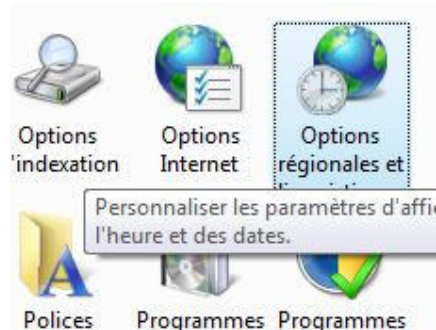 Options
'indexation
Options
Internet
Options
régionales et
Personnaliser les paramètres d'affi
l'heure et des dates.
Polices
Programmes
Programmes